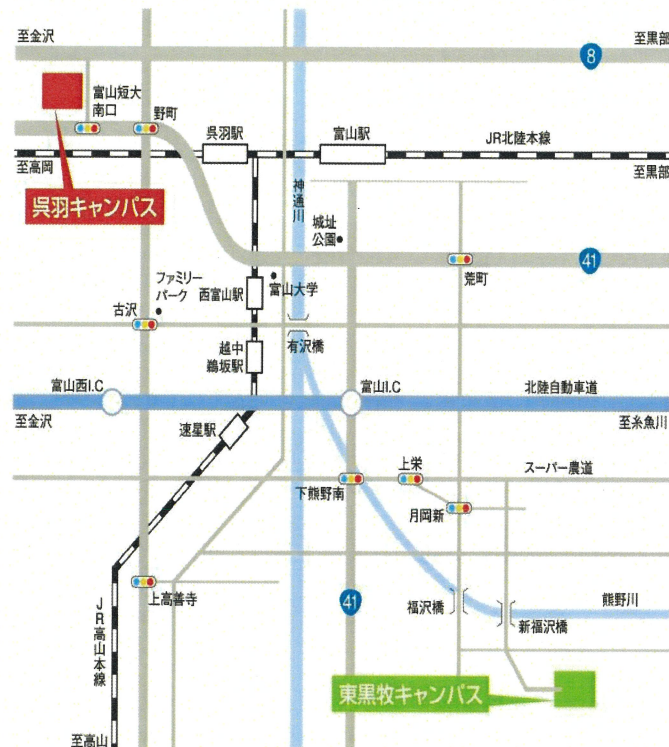 至金沢
至黒部
8
富山短大
南口
野町
呉羽駅
富山駅
JR北陸本線
至高岡
至黒部
呉羽キャンパス
神通川
城址
公園
41
荒町
ファミリー
パーク
西富山駅
富山大学
古沢
有沢橋
越中
鵜坂駅
富山西I.C
富山I.C
北陸自動車道
至金沢
至糸魚川
速星駅
上栄
スーパー農道
下熊野南
月岡新
上高善寺
41
福沢橋
熊野川
新福沢橋
JR高山本線
東黒牧キャンパス
至高山